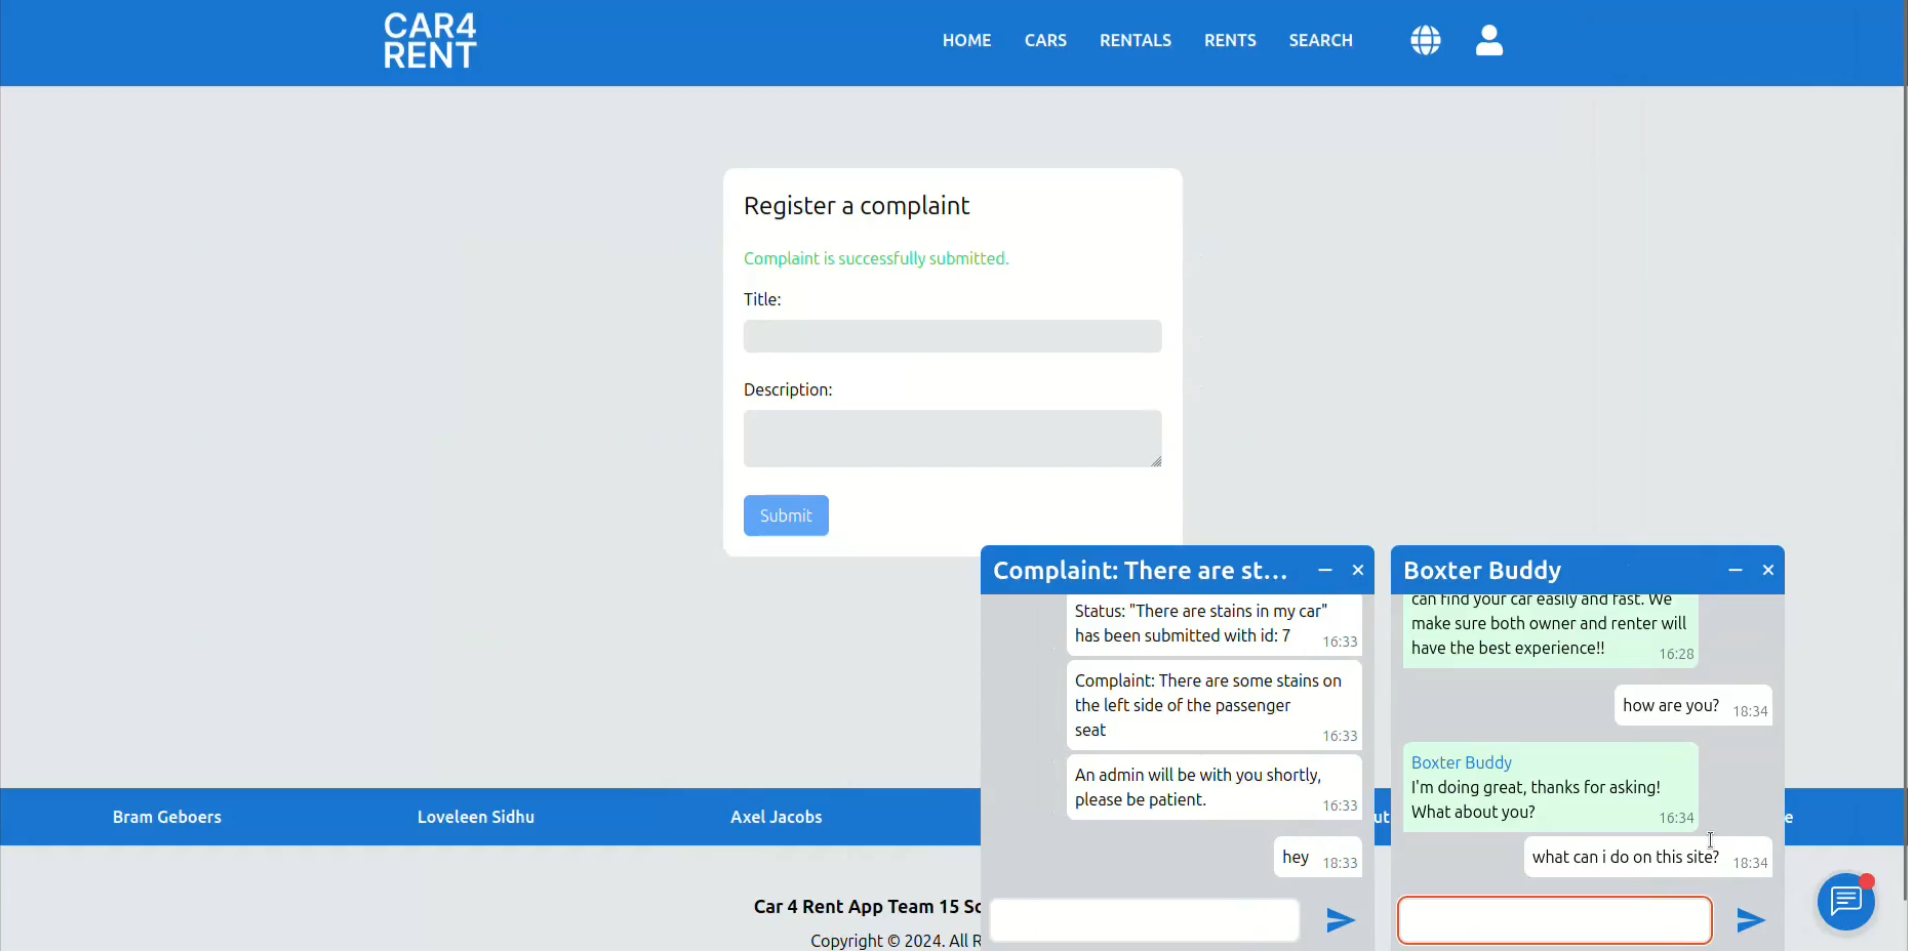 CAR4
RENT
HOME
CARS
RENTALS
RENTS
SEARCH
Register a complaint
Complaint is successfully submitted.
Title:
Description:
Submit
Complaint: There are st...
Status: "There are stains in my car"
has been submitted with id: 7
16:33
Complaint: There are some stains on
the left side of the passenger
seat
16:33
An admin will be with you shortly,
please be patient.
16:33
hey
18:33
Boxter Buddy
can find your car easily and fast. We
make sure both owner and renter will
have the best experience!!
16:28
how are you?
18:34
Boxter Buddy
I'm doing great, thanks for asking!
What about you?
16:34
what can i do on this site?
18:34
Bram Geboers
Loveleen Sidhu
Axel Jacobs
Car 4 Rent App Team 15
Copyright © 2024. All